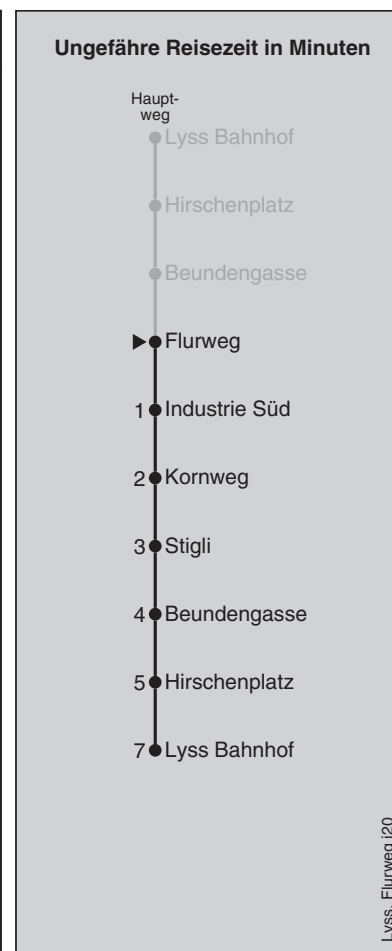 Ungefähre Reisezeit in Minuten
Haupt-
weg
Lyss Bahnhof
Hirschenplatz
Beundengasse
Flurweg
1 Industrie Süd
2 Kornweg
3 Stigli
4 Beundengasse
5 Hirschenplatz
7 Lyss Bahnhof
Lyss, Flurweg j20